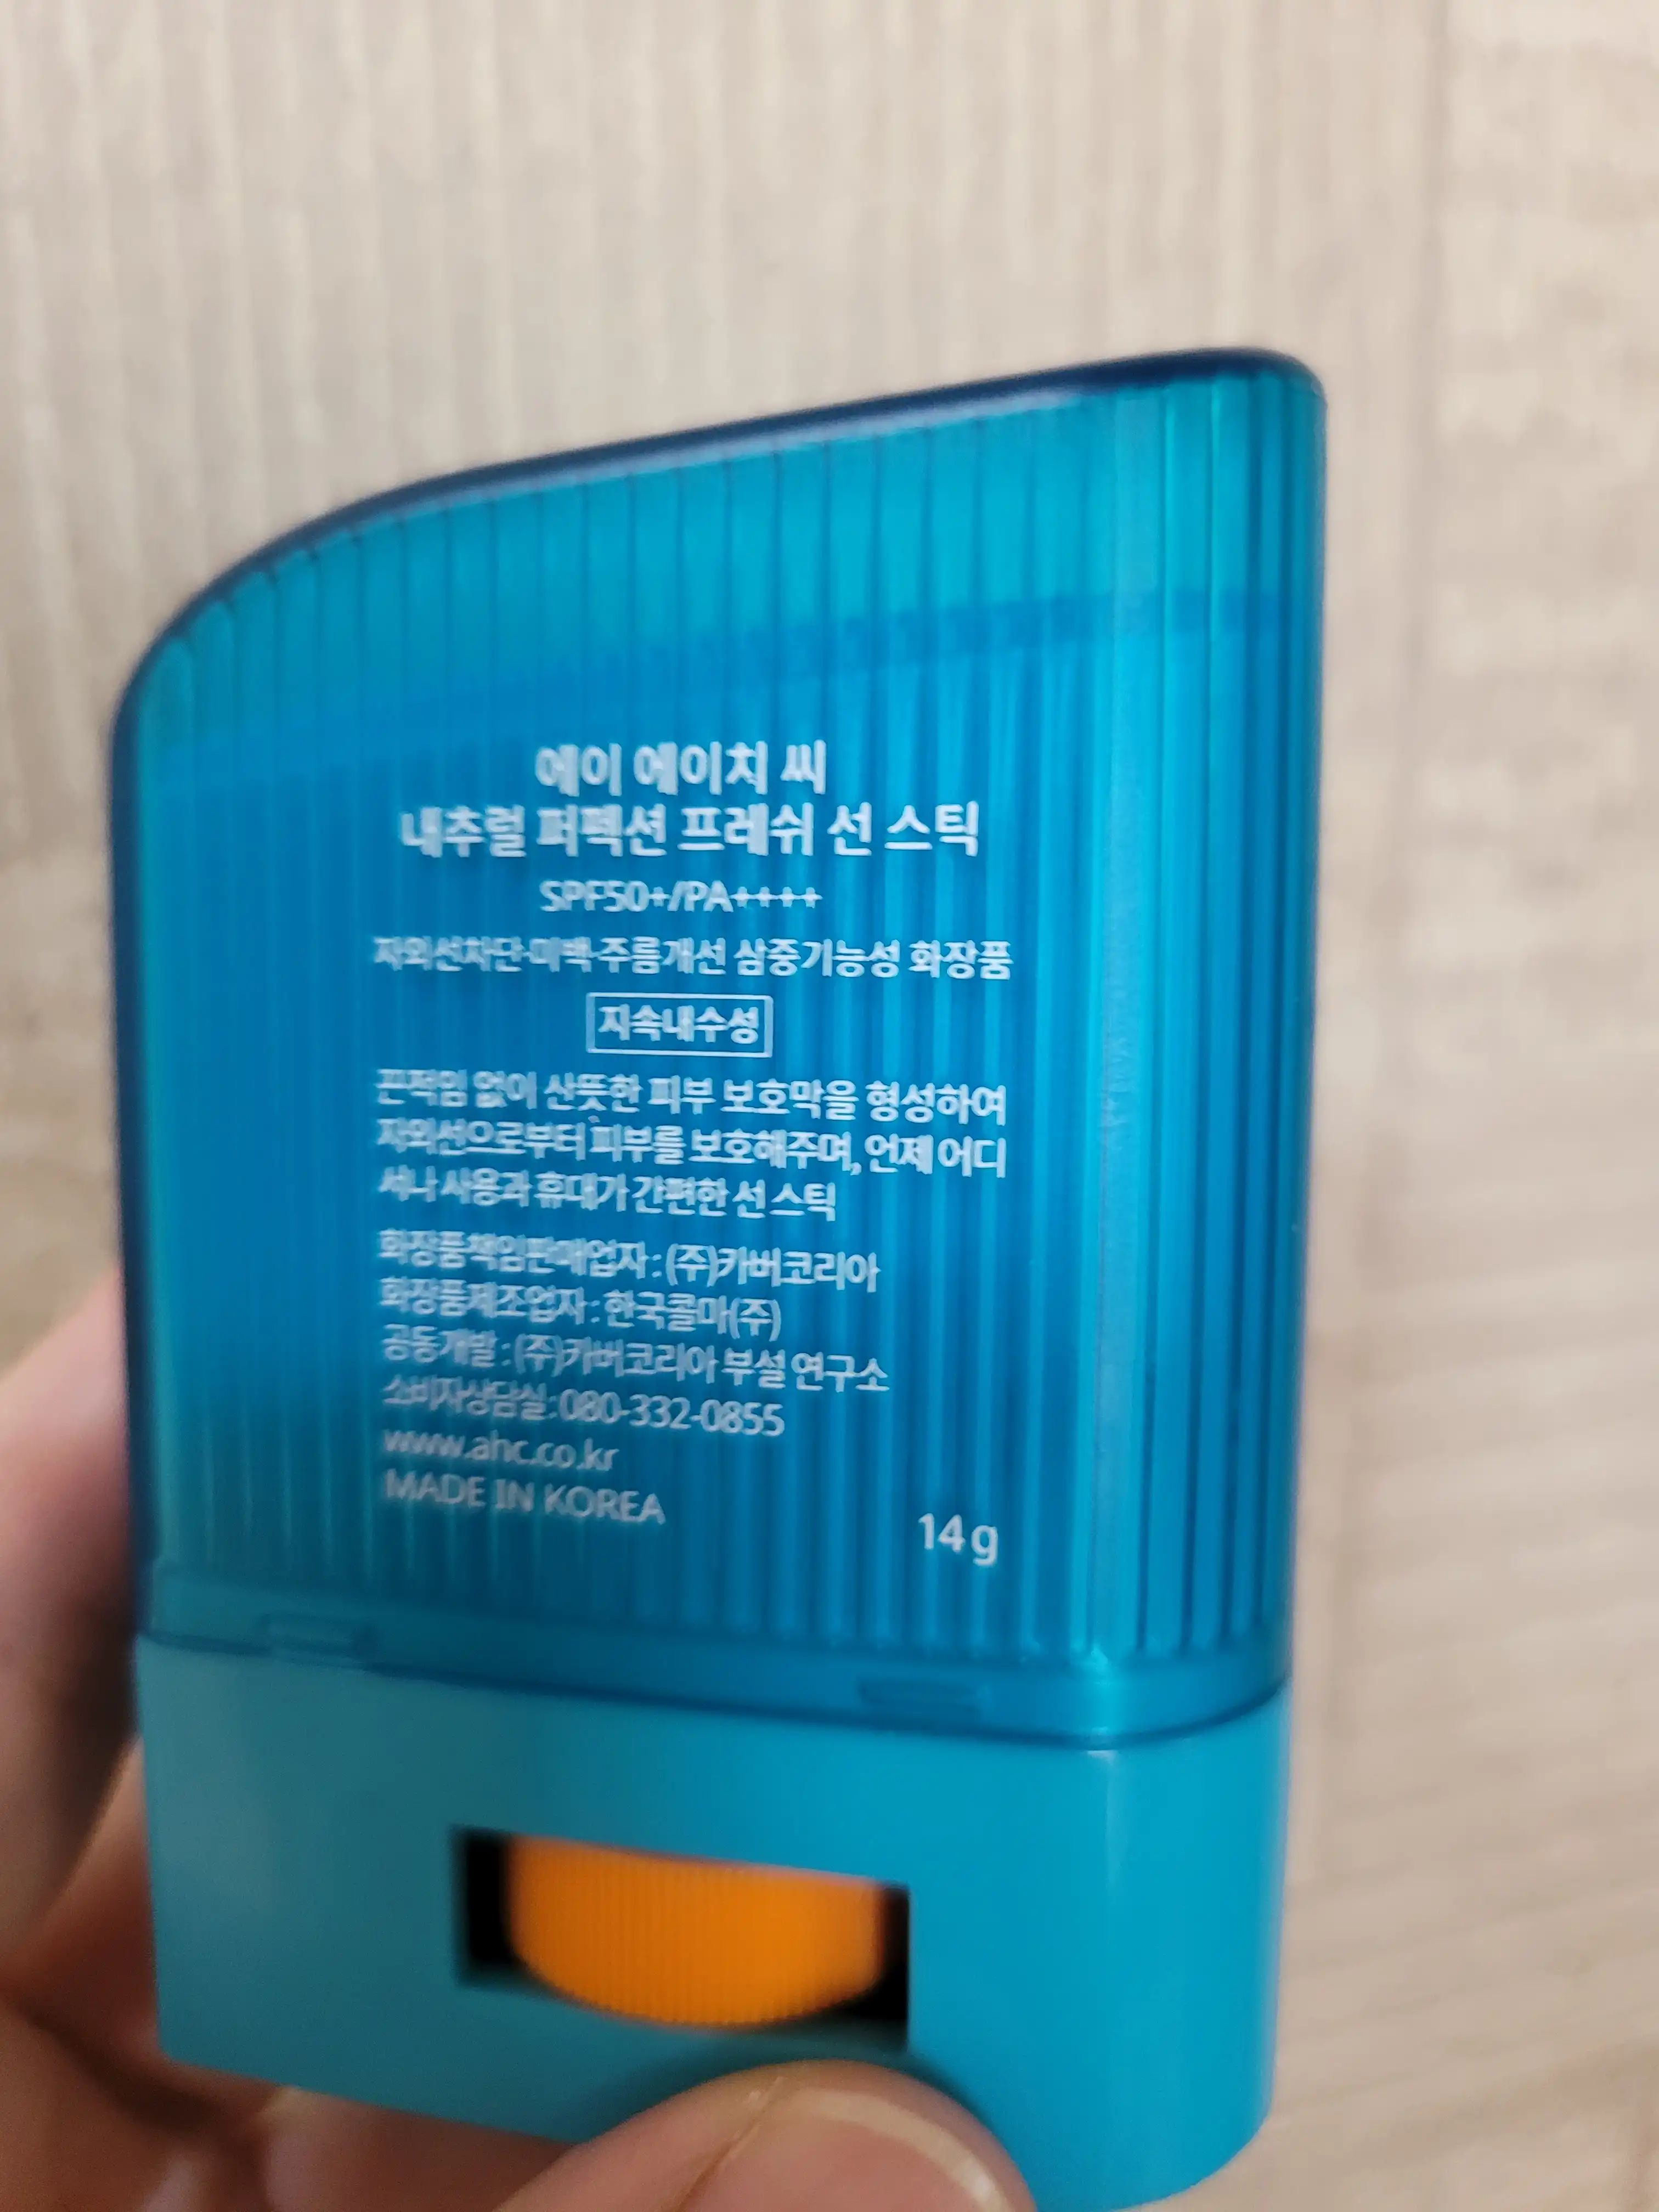 에이 에이치 씨
내추럴 퍼펙션 프레쉬 선 스틱
SPF50+/PA++++
자외선차단·미백·주름개선 삼중기능성 화장품
지속내수성
끈적임 없이 산뜻한 피부 보호막을 형성하여
자외선으로부터 피부를 보호해주며, 언제 어디
서나 사용과 휴대가 간편한 선 스틱
화장품책임판매업자 : (주)카버코리아
화장품제조업자 : 한국콜마(주)
공동개발 : (주)카버코리아 부설 연구소
소비자상담실: 080-332-0855
www.ahc.co.kr
MADE IN KOREA
14 g